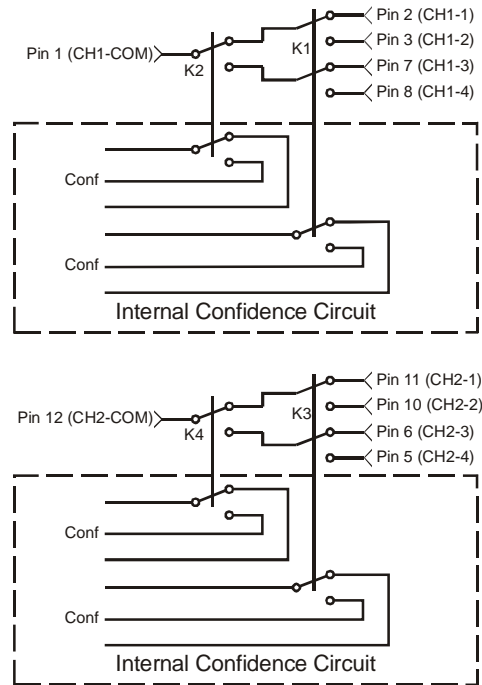 Pin 2 (CH1-1)
Pin 1 (CH1-COM)
K1
Pin 3 (CH1-2)
K2
Pin 7 (CH1-3)
Pin 8 (CH1-4)
Conf
Conf
Internal Confidence Circuit
Pin 11 (CH2-1)
Pin 12 (CH2-COM)
K3
Pin 10 (CH2-2)
K4
Pin 6 (CH2-3)
Pin 5 (CH2-4)
Conf
Conf
Internal Confidence Circuit